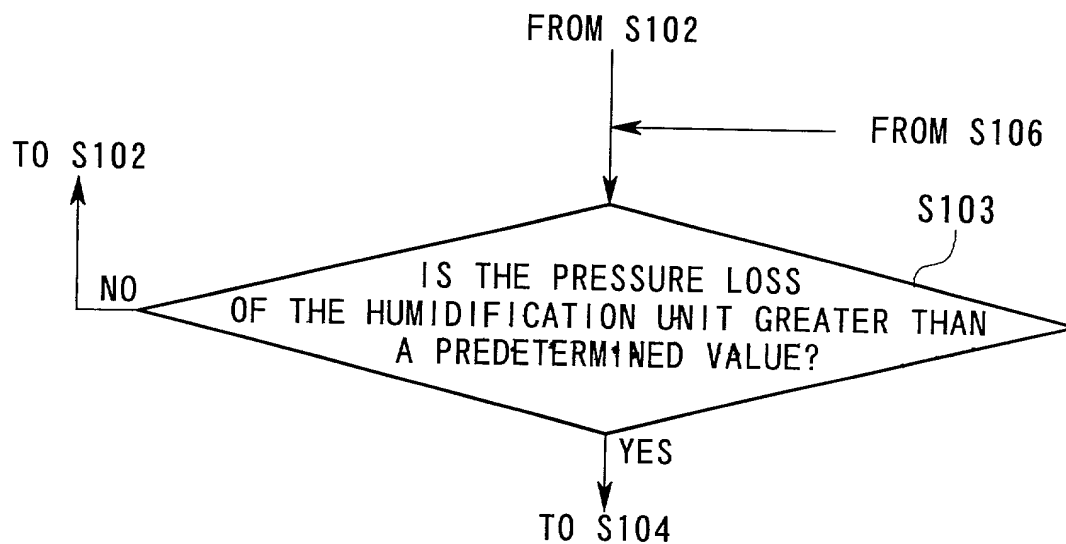 FROM S102
FROM S106
TO S102
S103
NO
IS THE PRESSURE LOSS
OF THE HUMIDIFICATION UNIT GREATER THAN
A PREDETERMINED VALUE?
YES
TO S104